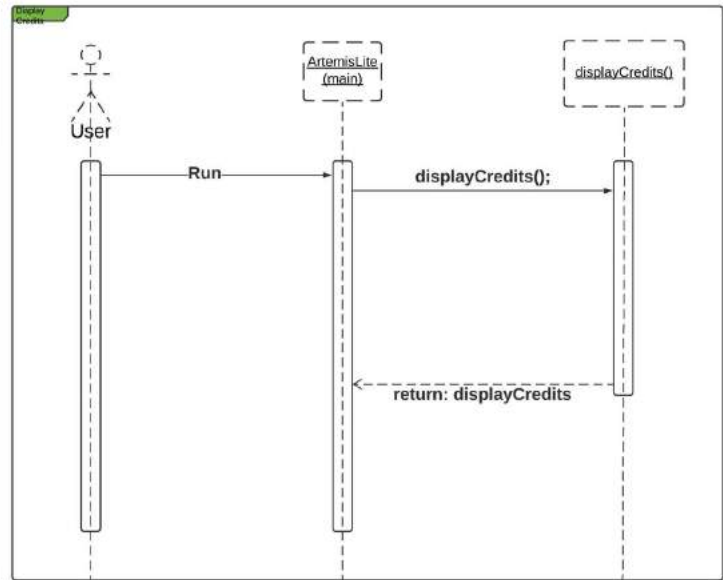 Display
Credits
User
ArtemisLite
(main)
displayCredits()
Run
displayCredits();
return: displayCredits